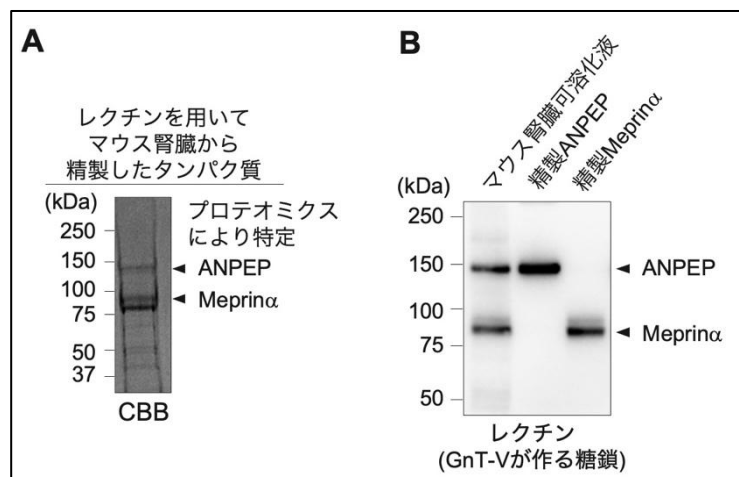 A
レクチンを用いて
マウス腎臓から
精製したタンパク質
(kDa)
250
150
100
75
50
37
プロテオミクス
により特定
ANPEP
Meprinα
CBB
B
マウス腎臓可溶化液
精製ANPEP
精製Meprinα
(kDa)
250
150
100
75
50
ANPEP
Meprinα
レクチン
(GnT-Vが作る糖鎖)